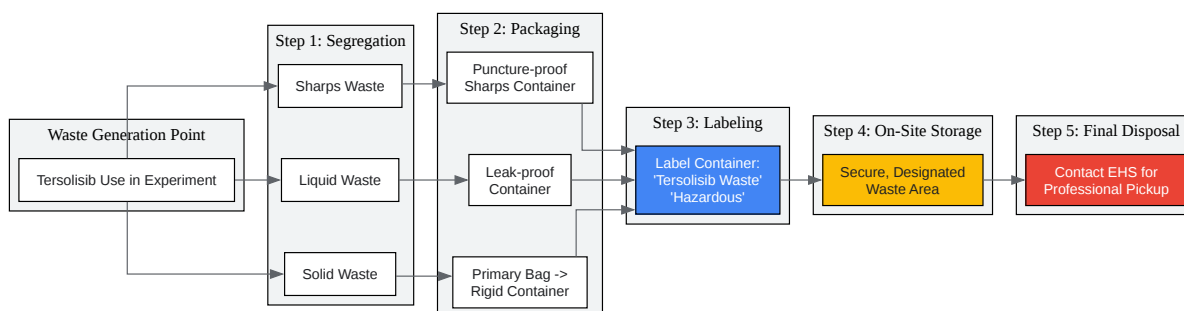 Waste Generation Point
Tersolisib Use in Experiment
Step 1: Segregation
Sharps Waste
Liquid Waste
Solid Waste
Step 2: Packaging
Puncture-proof
Sharps Container
Leak-proof
Container
Primary Bag ->
Rigid Container
Step 3: Labeling
Label Container:
'Tersolisib Waste'
'Hazardous'
Step 4: On-Site Storage
Secure, Designated
Waste Area
Step 5: Final Disposal
Contact EHS for
Professional Pickup